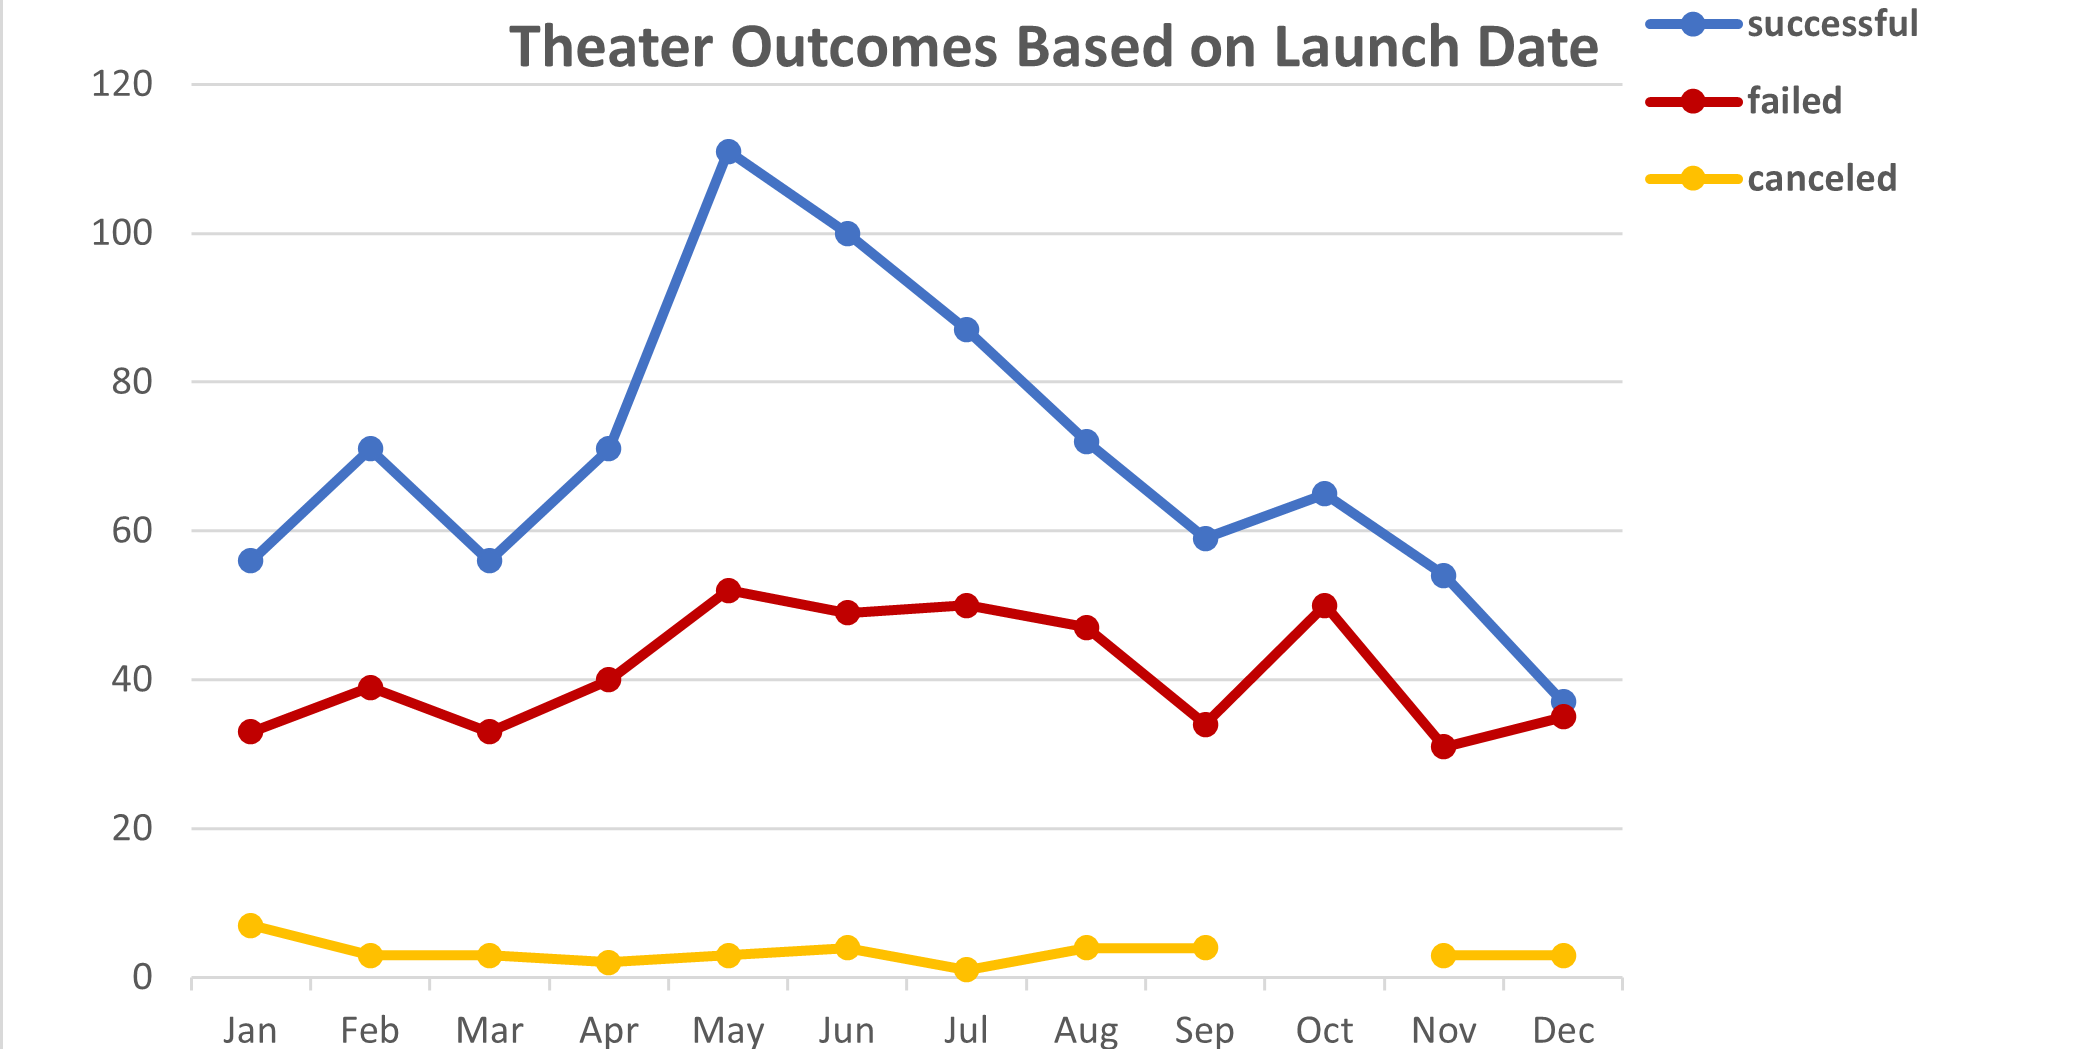 Theater Outcomes Based on Launch Date
successful
failed
canceled
120
100
80
60
40
20
0
Jan Feb Mar Apr May Jun Jul Aug Sep Oct Nov Dec